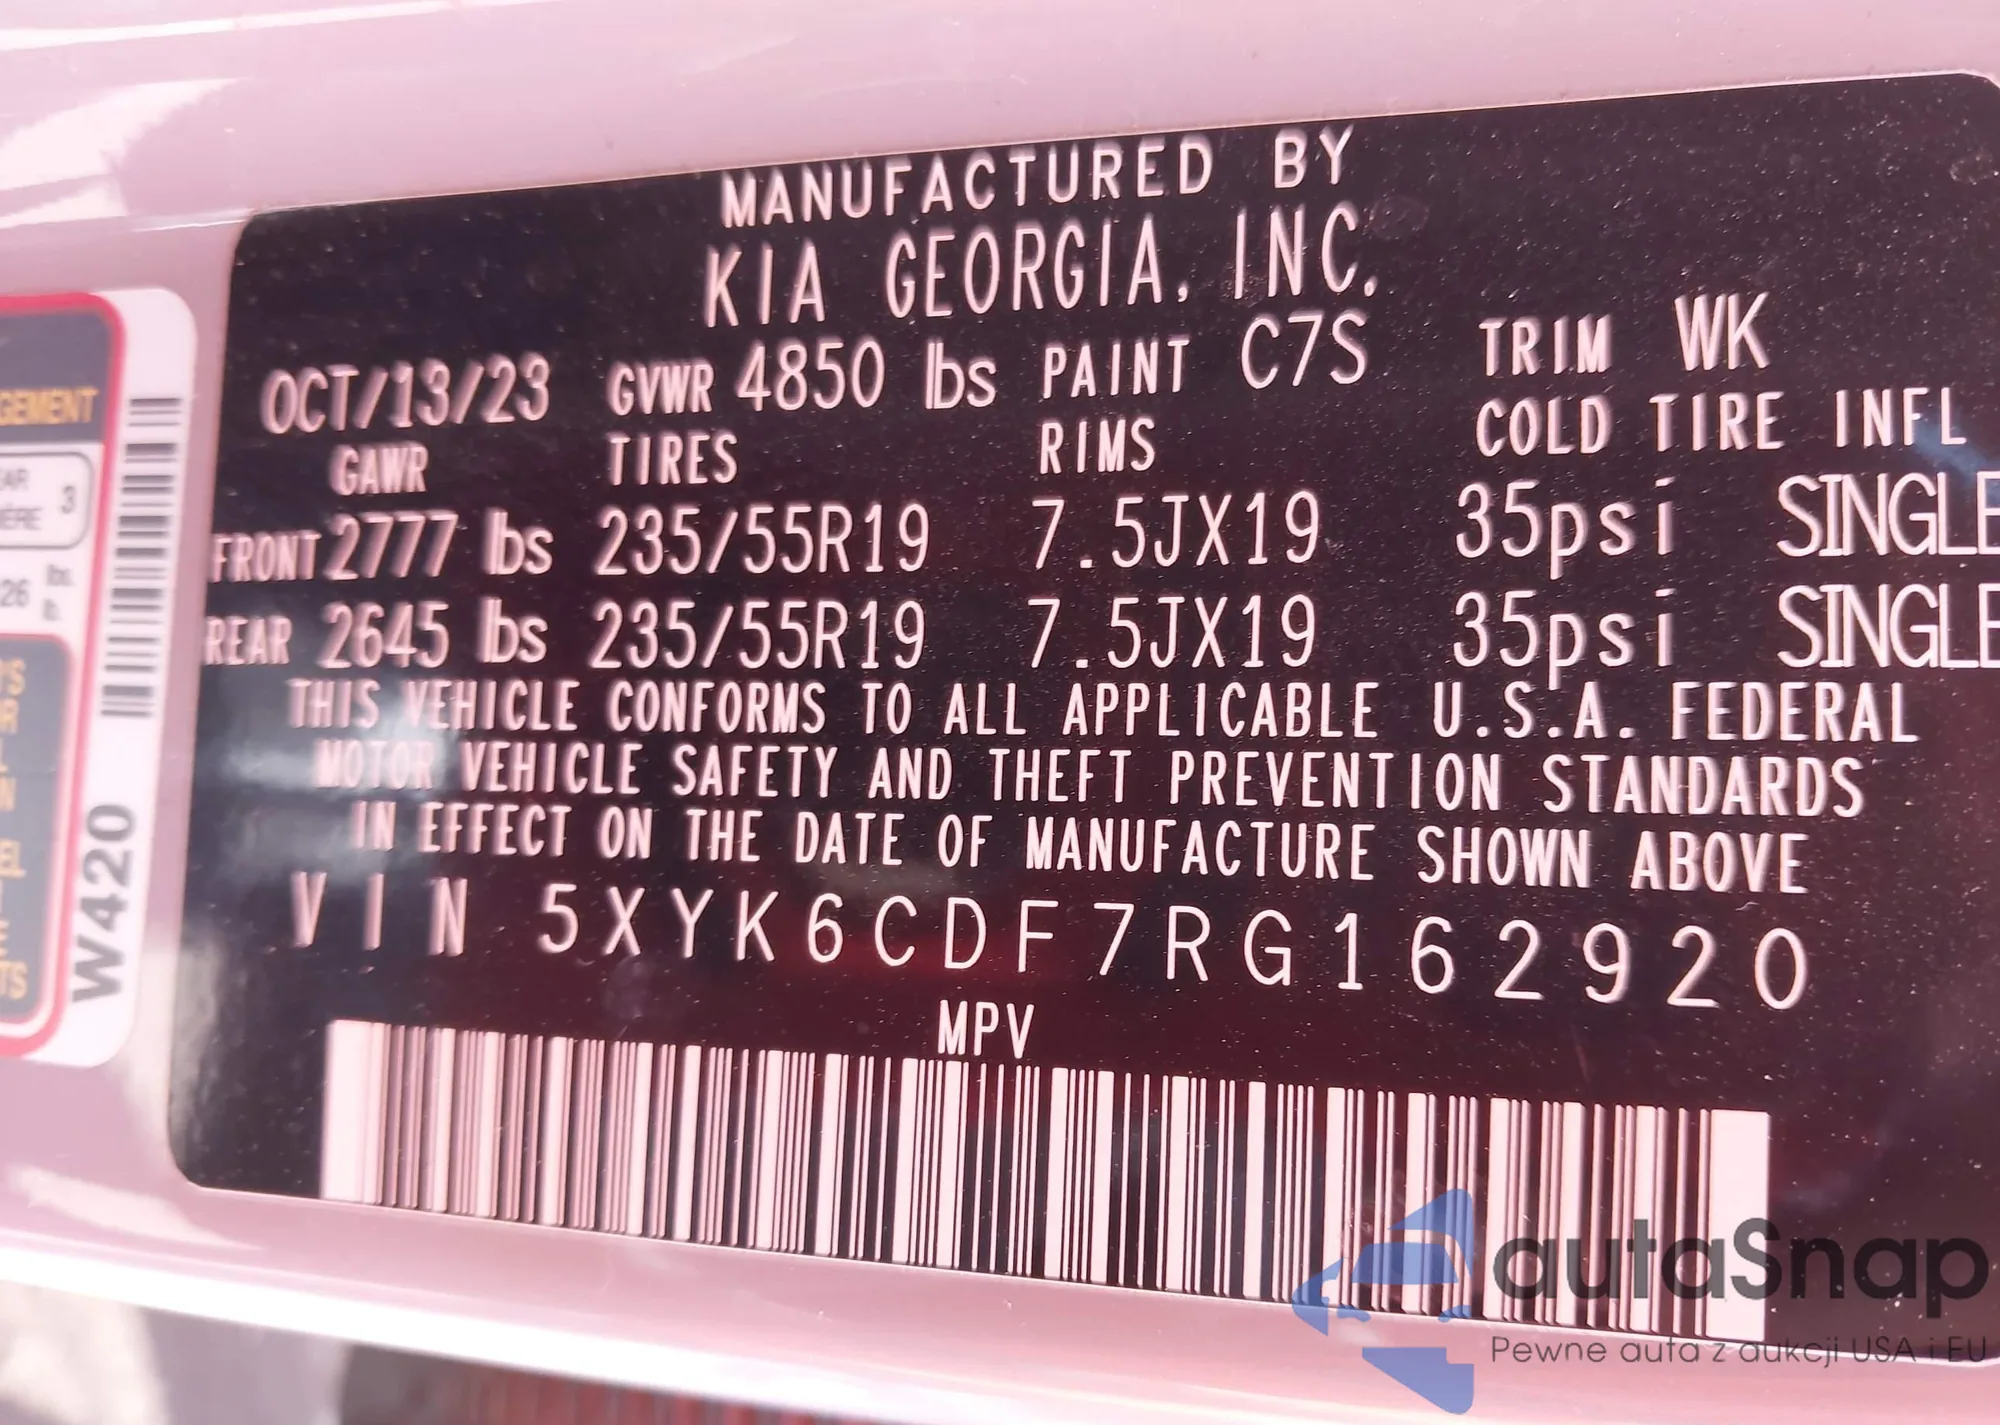 MANUFACTURED BY
KIA GEORGIA, INC.
OCT/13/23 GVWR 4850 lbs PAINT C7S TRIM WK
GAWR TIRES RIMS COLD TIRE INFL
FRONT 2777 lbs 235/55R19 7.5JX19 35psi SINGLE
REAR 2645 lbs 235/55R19 7.5JX19 35psi SINGLE
THIS VEHICLE CONFORMS TO ALL APPLICABLE U.S.A. FEDERAL
MOTOR VEHICLE SAFETY AND THEFT PREVENTION STANDARDS
IN EFFECT ON THE DATE OF MANUFACTURE SHOWN ABOVE
VIN 5XYK6CDF7RG162920
MPV
W420
3
lbs.
lb.
autaSnap
Pewne auta z aukcji USA i EU